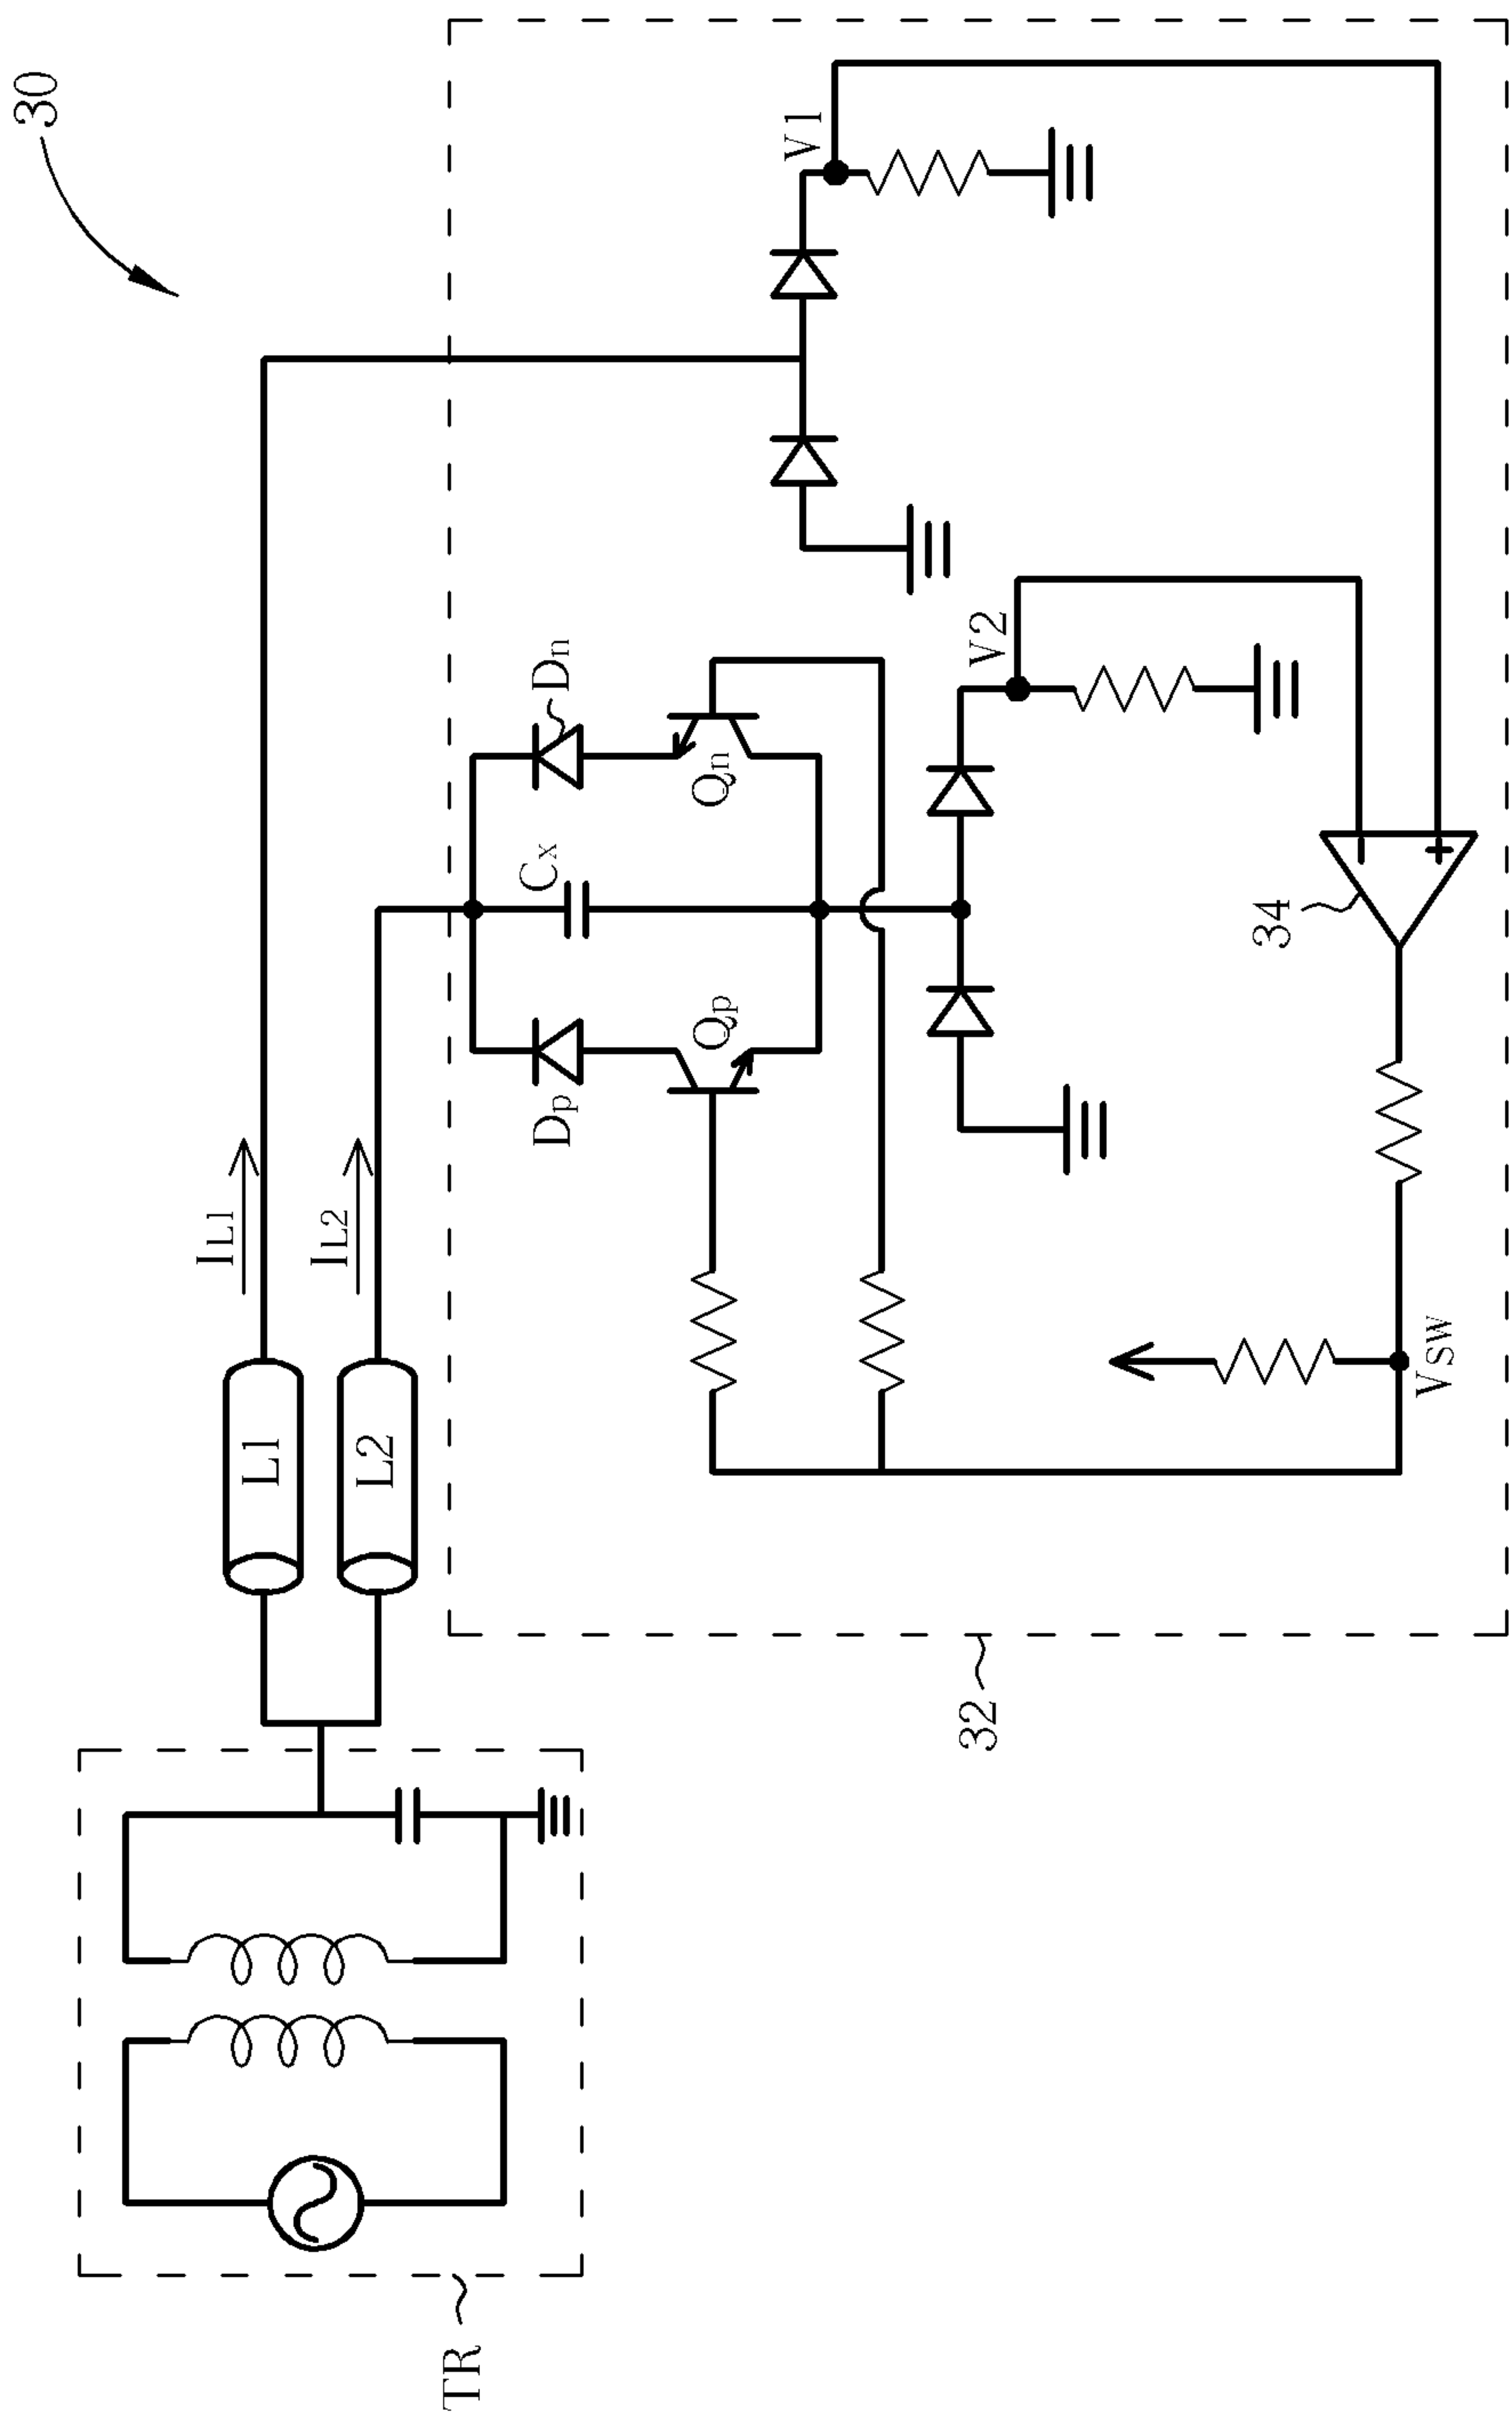 30
TR
L1
L2
IL1
IL2
32
Dp
Qp
Cx
Dn
Qn
V1
V2
34
-
+
VSW